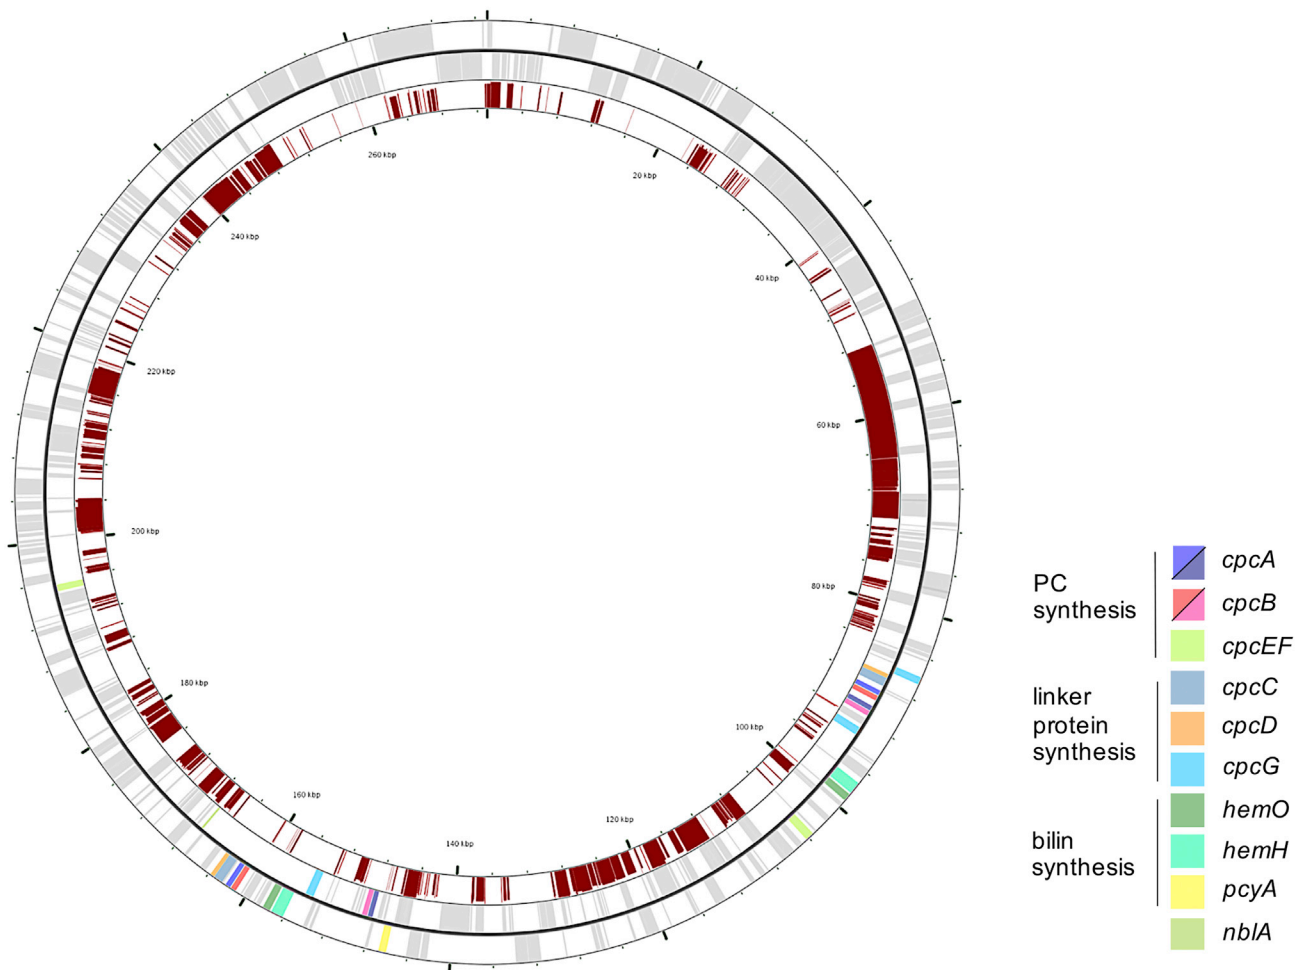 260 kbp
20 kbp
240 kbp
40 kbp
220 kbp
60 kbp
200 kbp
80 kbp
180 kbp
100 kbp
160 kbp
120 kbp
140 kbp
PC
synthesis
cpcA
cpcB
cpcEF
linker
protein
synthesis
cpcC
cpcD
cpcG
bilin
synthesis
hemO
hemH
pcyA
nblA